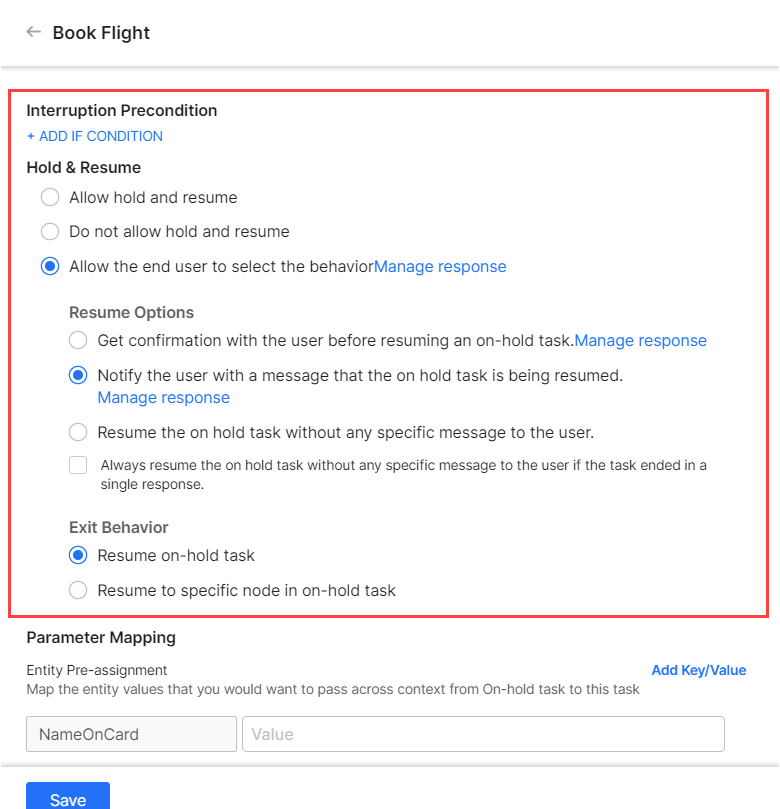 Book Flight
Interruption Precondition
+ ADD IF CONDITION
Hold & Resume
Allow hold and resume
Do not allow hold and resume
Allow the end user to select the behaviorManage response
Resume Options
Get confirmation with the user before resuming an on-hold task.Manage response
Notify the user with a message that the on hold task is being resumed.
Manage response
Resume the on hold task without any specific message to the user.
Always resume the on hold task without any specific message to the user if the task ended in a
single response.
Exit Behavior
Resume on-hold task
Resume to specific node in on-hold task
Parameter Mapping
Entity Pre-assignment
Add Key/Value
Map the entity values that you would want to pass across context from On-hold task to this task
NameOnCard
Value
Save